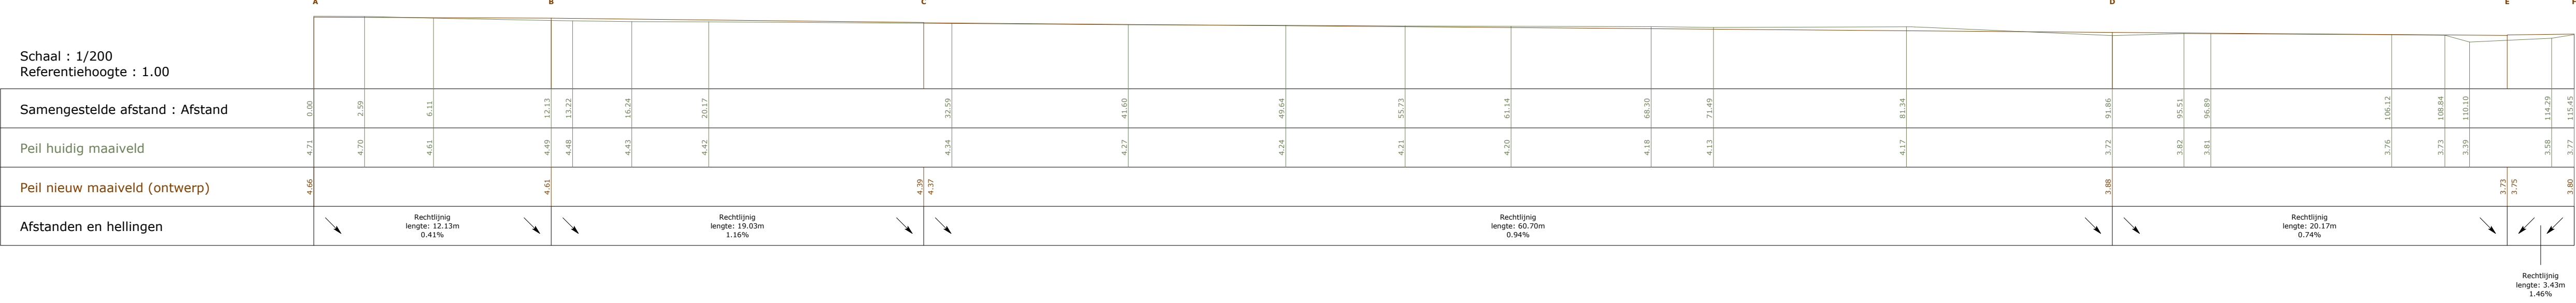 A B C D E F
Schaal : 1/200
Referentiehoogte : 1.00
Samengestelde afstand : Afstand
0.00 2.59 6.11 12.13 13.22 16.24 20.17 32.59 41.60 49.64 55.73 61.14 68.30 71.49 81.34 91.86 95.51 96.89 106.12 108.84 110.10 114.29 115.45
Peil huidig maaiveld
4.71 4.70 4.61 4.49 4.48 4.43 4.42 4.34 4.27 4.24 4.21 4.20 4.18 4.13 4.17 3.72 3.82 3.81 3.76 3.73 3.39 3.58 3.77
Peil nieuw maaiveld (ontwerp)
4.66 4.61 4.39 4.37 3.88 3.73 3.75 3.80
Afstanden en hellingen
Rechtlijnig
lengte: 12.13m
0.41%
Rechtlijnig
lengte: 19.03m
1.16%
Rechtlijnig
lengte: 60.70m
0.94%
Rechtlijnig
lengte: 20.17m
0.74%
Rechtlijnig
lengte: 3.43m
1.46%